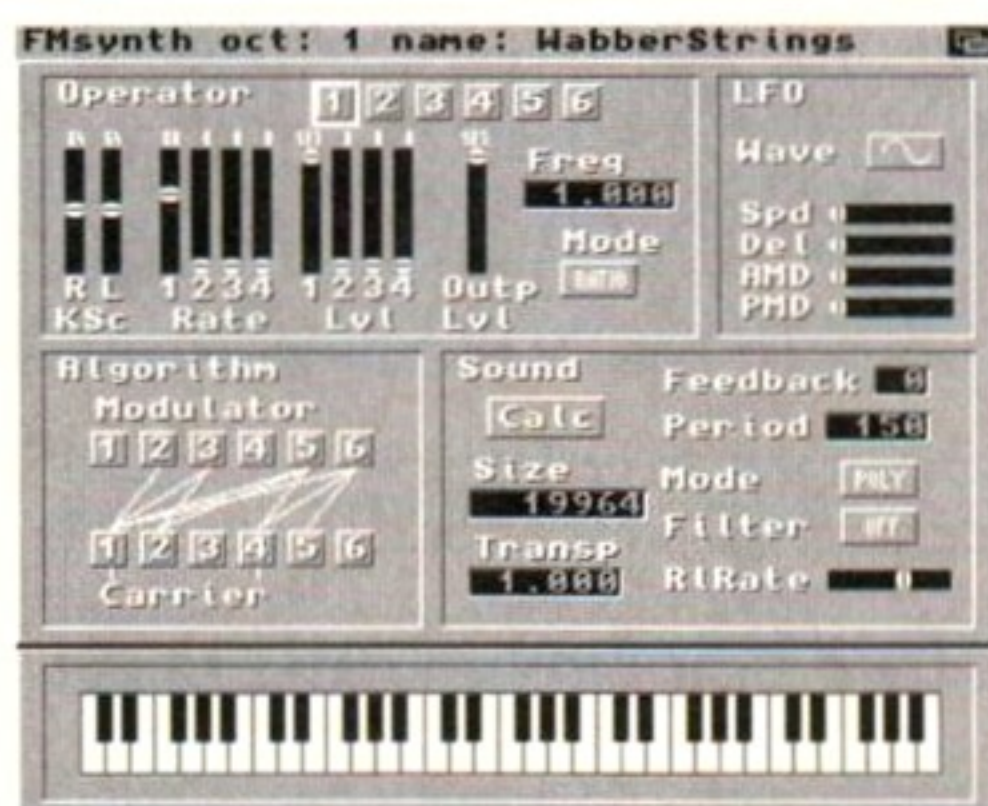 FMsynth oct: 1 name: WabberStrings
Operator 1 2 3 4 5 6
Freq
1.000
Mode
RATIO
R L 1 2 3 4 1 2 3 4 Outp
KSc Rate Lvl Lvl
LFO
Wave
Spd
Del
AMD
PMD
Algorithm
Modulator
1 2 3 4 5 6
1 2 3 4 5 6
Carrier
Sound
Calc
Size
19964
Transp
1.000
Feedback 0
Period 150
Mode POLY
Filter OFF
RlRate